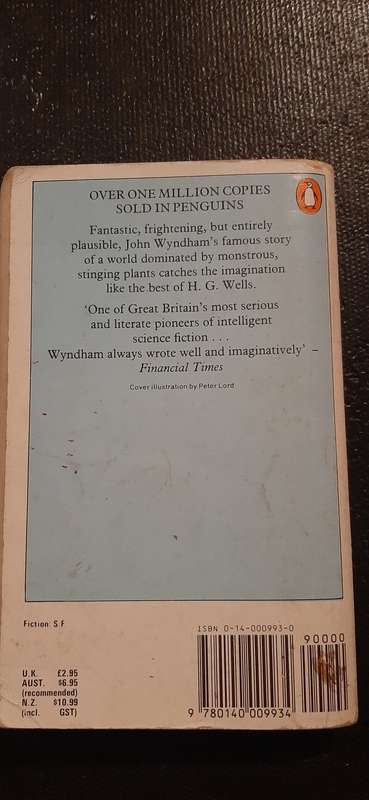 OVER ONE MILLION COPIES
SOLD IN PENGUINS
Fantastic, frightening, but entirely
plausible, John Wyndham's famous story
of a world dominated by monstrous,
stinging plants catches the imagination
like the best of H. G. Wells.
'One of Great Britain's most serious
and literate pioneers of intelligent
science fiction . . .
Wyndham always wrote well and imaginatively' –
Financial Times
Cover illustration by Peter Lord
Fiction: S.F
ISBN 0-14-000993-0
90000
U.K. £2.95
AUST. $6.95
(recommended)
N.Z. $10.99
(incl. GST)
9 780140 009934